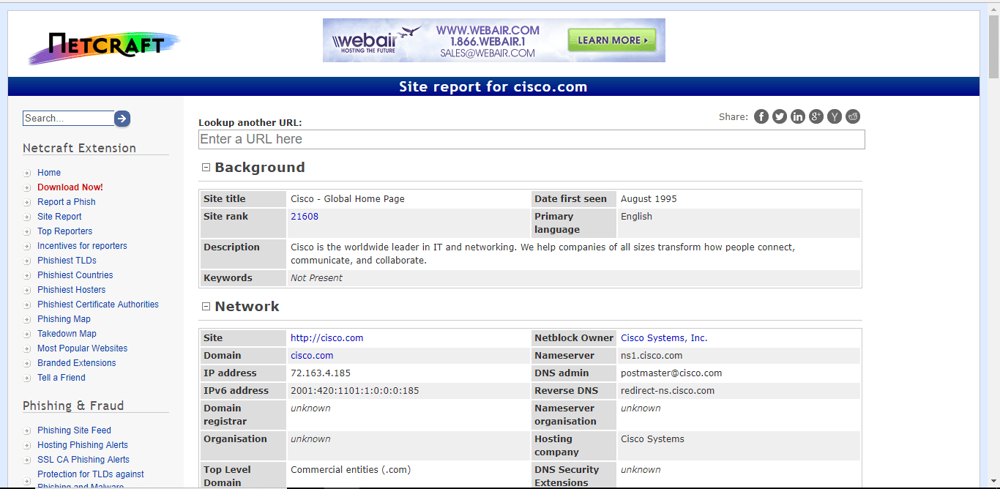 NETCRAFT
webair
HOSTING THE FUTURE
WWW.WEBAIR.COM
1.866.WEBAIR.1
SALES@WEBAIR.COM
LEARN MORE
Site report for cisco.com
Search...
Netcraft Extension
Home
Download Now!
Report a Phish
Site Report
Top Reporters
Incentives for reporters
Phishiest TLDs
Phishiest Countries
Phishiest Hosters
Phishiest Certificate Authorities
Phishing Map
Takedown Map
Most Popular Websites
Branded Extensions
Tell a Friend
Phishing & Fraud
Phishing Site Feed
Hosting Phishing Alerts
SSL CA Phishing Alerts
Protection for TLDs against
Phishing and Malware
Share:
Lookup another URL:
Enter a URL here
Background
Site title Cisco - Global Home Page Date first seen August 1995
Site rank 21608 Primary language English
Description Cisco is the worldwide leader in IT and networking. We help companies of all sizes transform how people connect,
communicate, and collaborate.
Keywords Not Present
Network
Site http://cisco.com Netblock Owner Cisco Systems, Inc.
Domain cisco.com Nameserver ns1.cisco.com
IP address 72.163.4.185 DNS admin postmaster@cisco.com
IPv6 address 2001:420:1101:1:0:0:0:185 Reverse DNS redirect-ns.cisco.com
Domain registrar unknown Nameserver organisation unknown
Organisation unknown Hosting company Cisco Systems
Top Level Domain Commercial entities (.com) DNS Security Extensions unknown